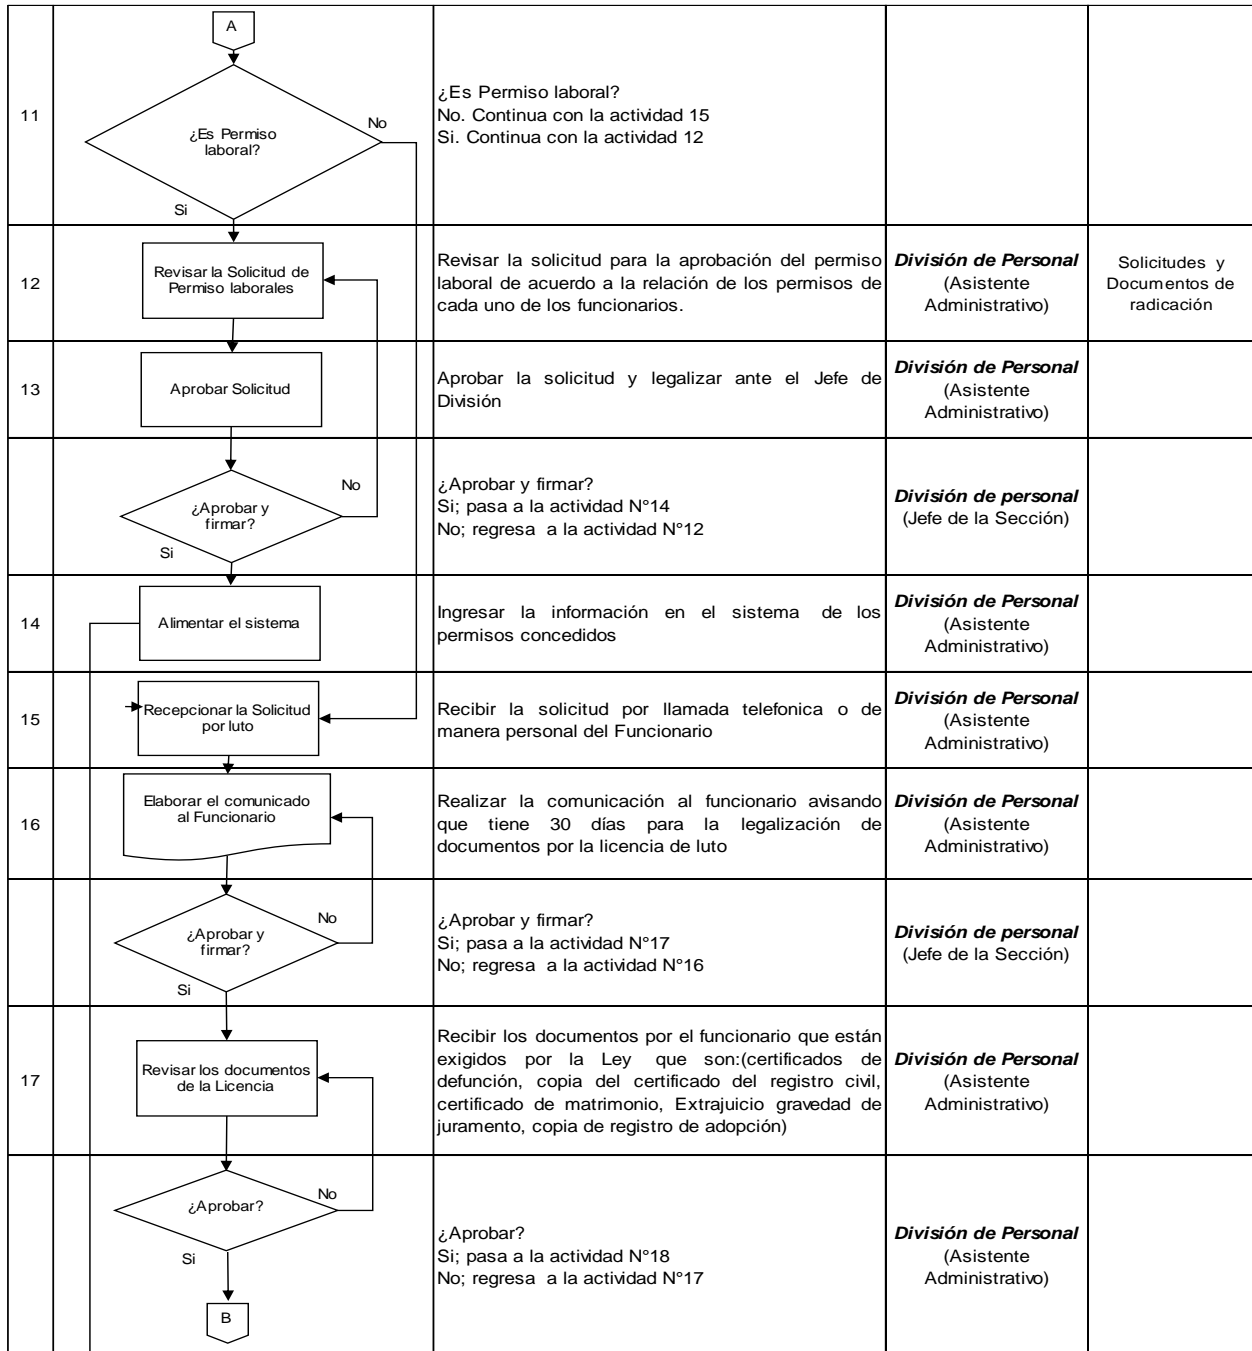 A
11
¿Es Permiso
laboral?
No
Si
¿Es Permiso laboral?
No. Continua con la actividad 15
Si. Continua con la actividad 12
12
Revisar la Solicitud de
Permiso laborales
Revisar la solicitud para la aprobación del permiso
laboral de acuerdo a la relación de los permisos de
cada uno de los funcionarios.
División de Personal
(Asistente
Administrativo)
Solicitudes y
Documentos de
radicación
13
Aprobar Solicitud
Aprobar la solicitud y legalizar ante el Jefe de
División
División de Personal
(Asistente
Administrativo)
¿Aprobar y
firmar?
No
Si
¿Aprobar y firmar?
Si; pasa a la actividad N°14
No; regresa a la actividad N°12
División de personal
(Jefe de la Sección)
14
Alimentar el sistema
Ingresar la información en el sistema de los
permisos concedidos
División de Personal
(Asistente
Administrativo)
15
Recepcionar la Solicitud
por luto
Recibir la solicitud por llamada telefonica o de
manera personal del Funcionario
División de Personal
(Asistente
Administrativo)
16
Elaborar el comunicado
al Funcionario
Realizar la comunicación al funcionario avisando
que tiene 30 días para la legalización de
documentos por la licencia de luto
División de Personal
(Asistente
Administrativo)
¿Aprobar y
firmar?
No
Si
¿Aprobar y firmar?
Si; pasa a la actividad N°17
No; regresa a la actividad N°16
División de personal
(Jefe de la Sección)
17
Revisar los documentos
de la Licencia
Recibir los documentos por el funcionario que están
exigidos por la Ley que son:(certificados de
defunción, copia del certificado del registro civil,
certificado de matrimonio, Extrajuicio gravedad de
juramento, copia de registro de adopción)
División de Personal
(Asistente
Administrativo)
¿Aprobar?
No
Si
¿Aprobar?
Si; pasa a la actividad N°18
No; regresa a la actividad N°17
División de Personal
(Asistente
Administrativo)
B